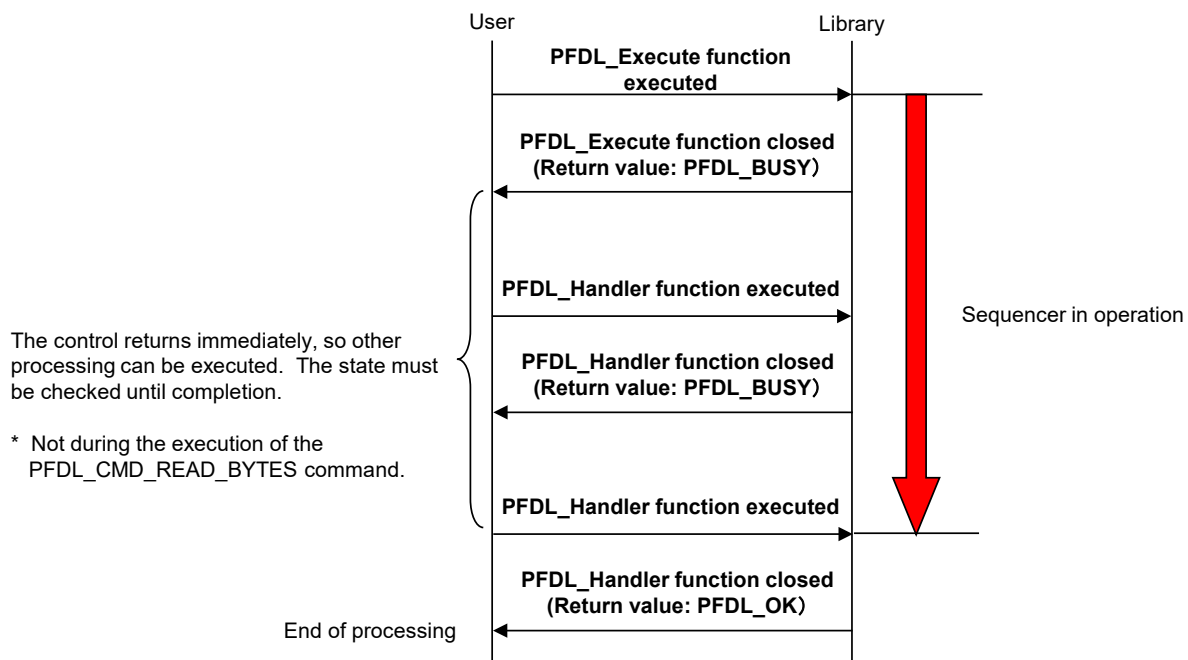 User
Library
PFDL_Execute function
executed
PFDL_Execute function closed
(Return value: PFDL_BUSY）
PFDL_Handler function executed
Sequencer in operation
The control returns immediately, so other
processing can be executed.  The state must
be checked until completion.
PFDL_Handler function closed
(Return value: PFDL_BUSY）
*  Not during the execution of the
PFDL_CMD_READ_BYTES command.
PFDL_Handler function executed
PFDL_Handler function closed
(Return value: PFDL_OK）
End of processing